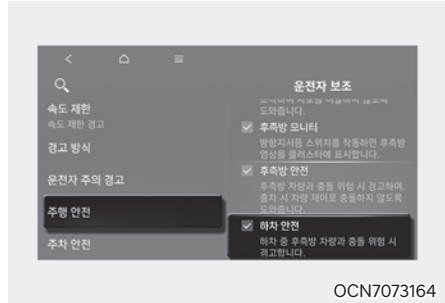 운전자 보조
속도 제한
속도 제한 경고
경고 방식
운전자 주의 경고
주행 안전
주차 안전
도와줍니다.
후측방 모니터
방향지시등 스위치를 작동하면 후측방
영상을 클러스터에 표시합니다.
후측방 안전
후측방 차량과 충돌 위험 시 경고하며,
출차 시 차량 제어로 충돌하지 않도록
도와줍니다.
하차 안전
하차 중 후측방 차량과 충돌 위험 시
경고합니다.
OCN7073164